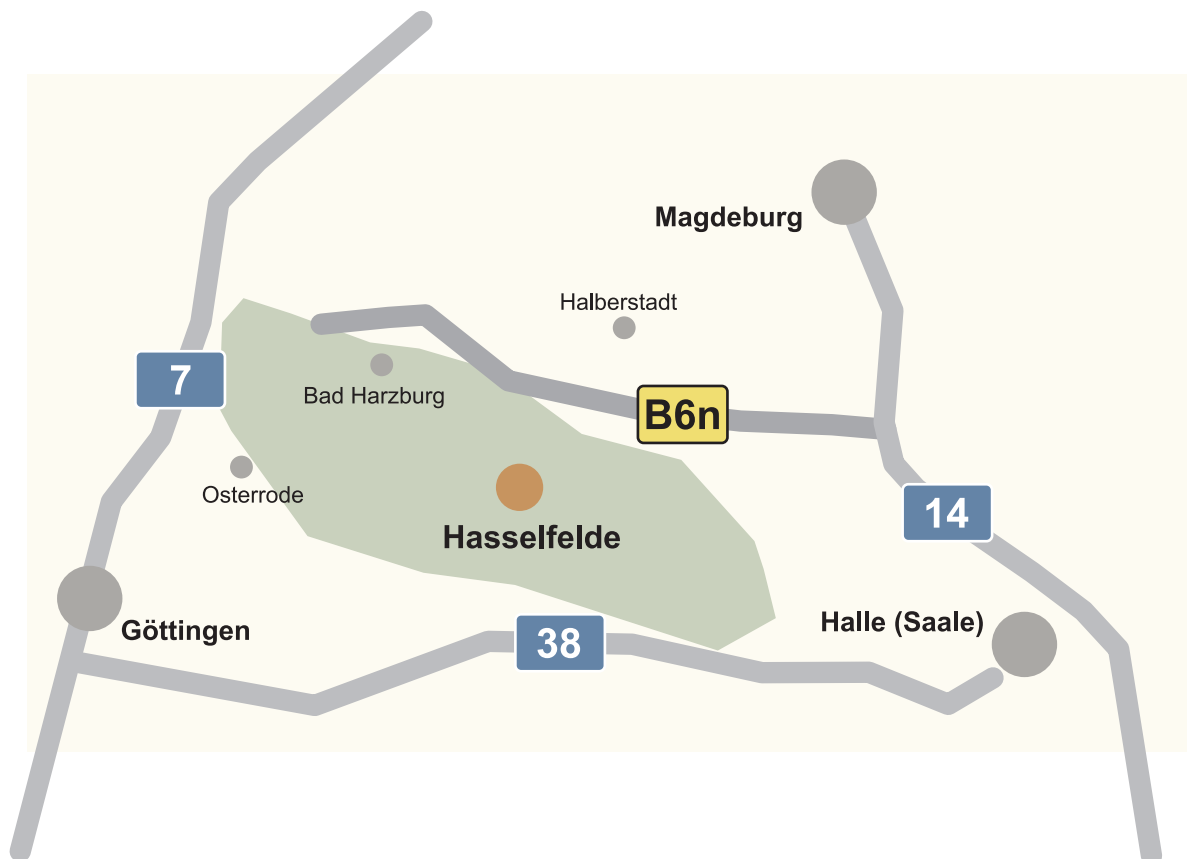 Magdeburg
Halberstadt
7
Bad Harzburg
B6n
Osterrode
14
Hasselfelde
Göttingen
Halle (Saale)
38